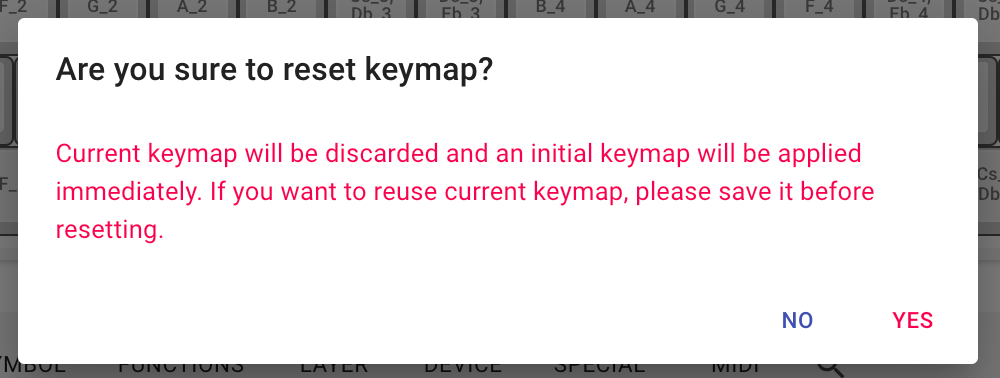 F_2 G_2 A_2 B_2 Db_3 Eb_3 B_4 A_4 G_4 F_4 Eb_4 Db
Are you sure to reset keymap?
Current keymap will be discarded and an initial keymap will be applied
immediately. If you want to reuse current keymap, please save it before
resetting.
F_
Cs_
Db
NO YES
FUNCTIONS LAYER DEVICE SPECIAL MIDI